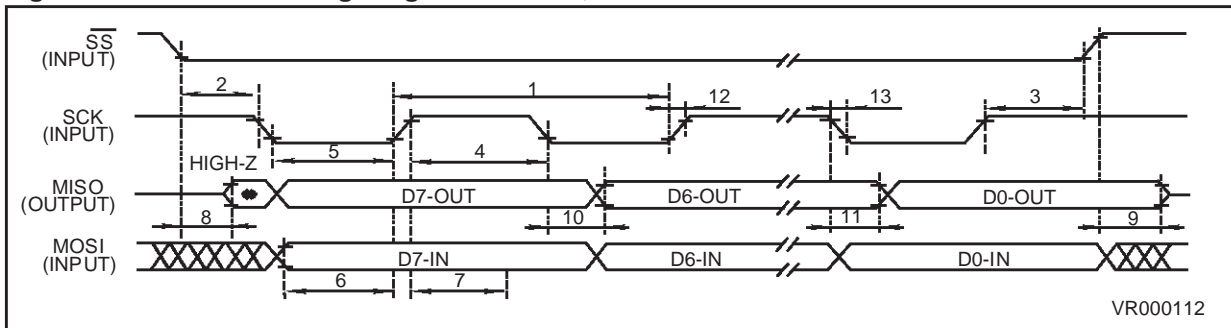 SS
(INPUT)
2
1
12
13
3
SCK
(INPUT)
5
4
HIGH-Z
MISO
(OUTPUT)
D7-OUT
D6-OUT
D0-OUT
8
10
11
9
MOSI
(INPUT)
D7-IN
D6-IN
D0-IN
6
7
VR000112